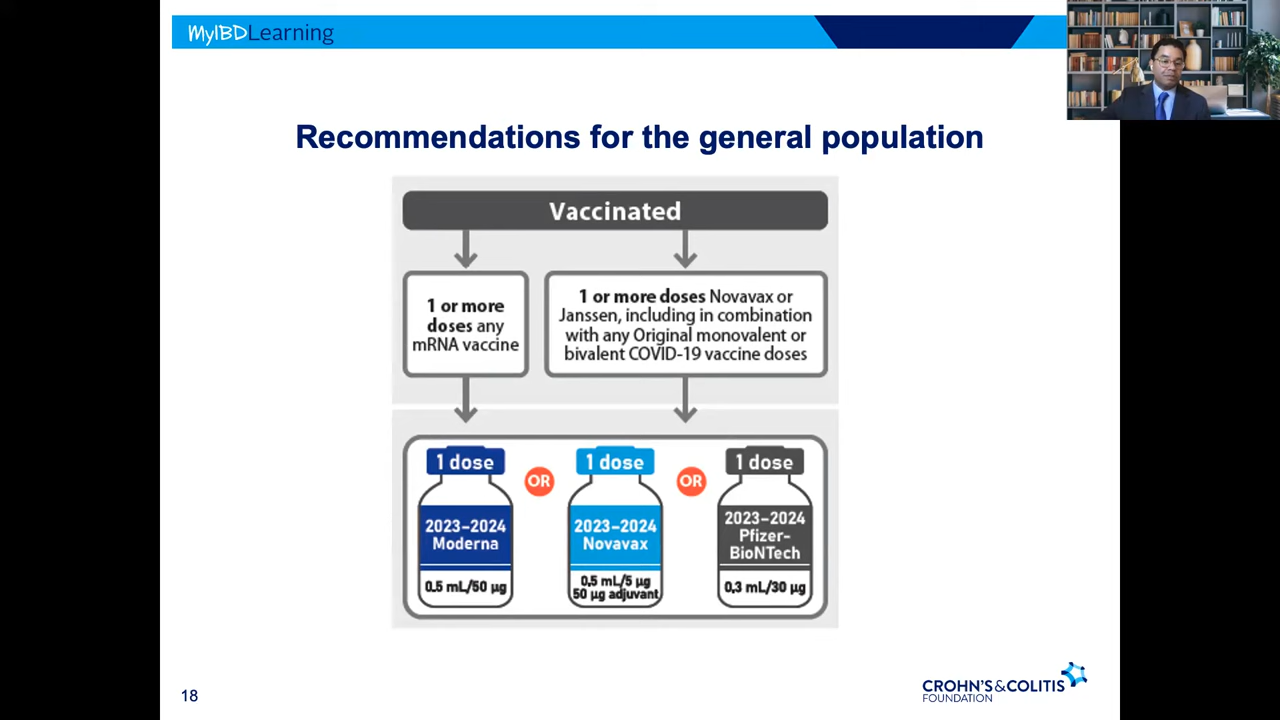 MyIBDLearning
Recommendations for the general population
Vaccinated
1 or more
doses any
mRNA vaccine
1 or more doses Novavax or
Janssen, including in combination
with any Original monovalent or
bivalent COVID-19 vaccine doses
1 dose
OR
1 dose
OR
1 dose
2023–2024
Moderna
0.5 mL/50 µg
2023–2024
Novavax
0.5 mL/5 µg
50 µg adjuvant
2023–2024
Pfizer-
BioNTech
0.3 mL/30 µg
18
CROHN'S&COLITIS
FOUNDATION